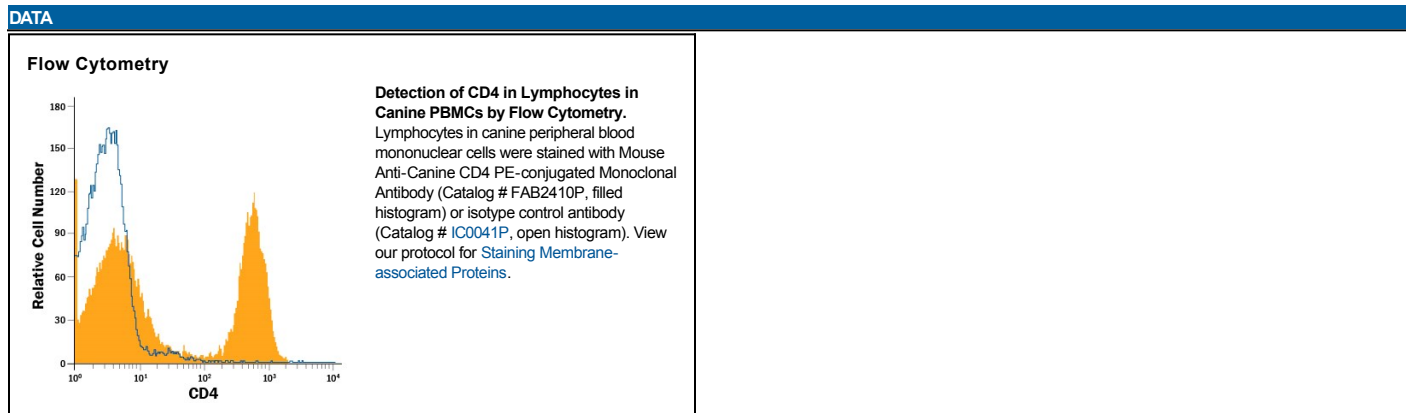 DATA
Flow Cytometry
Detection of CD4 in Lymphocytes in
Canine PBMCs by Flow Cytometry.
Lymphocytes in canine peripheral blood
mononuclear cells were stained with Mouse
Anti-Canine CD4 PE-conjugated Monoclonal
Antibody (Catalog # FAB2410P, filled
histogram) or isotype control antibody
(Catalog # IC0041P, open histogram). View
our protocol for Staining Membrane-
associated Proteins.
Relative Cell Number
180
150
120
90
60
30
0
10⁰ 10¹ 10² 10³ 10⁴
CD4